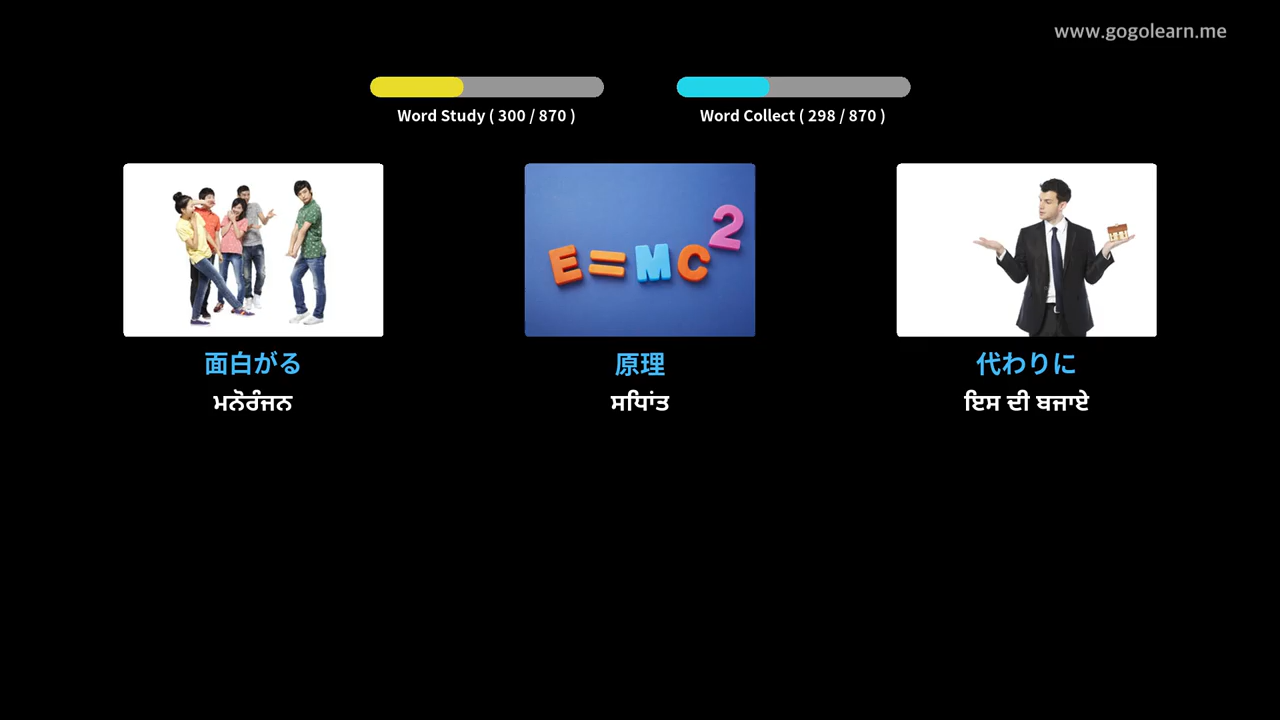 www.gogolearn.me
Word Study ( 300 / 870 )
Word Collect ( 298 / 870 )
E=MC2
面白がる
原理
代わりに
ਮਨੋਰੰਜਨ
ਸਧਿਾਂਤ
ਇਸ ਦੀ ਬਜਾਏ